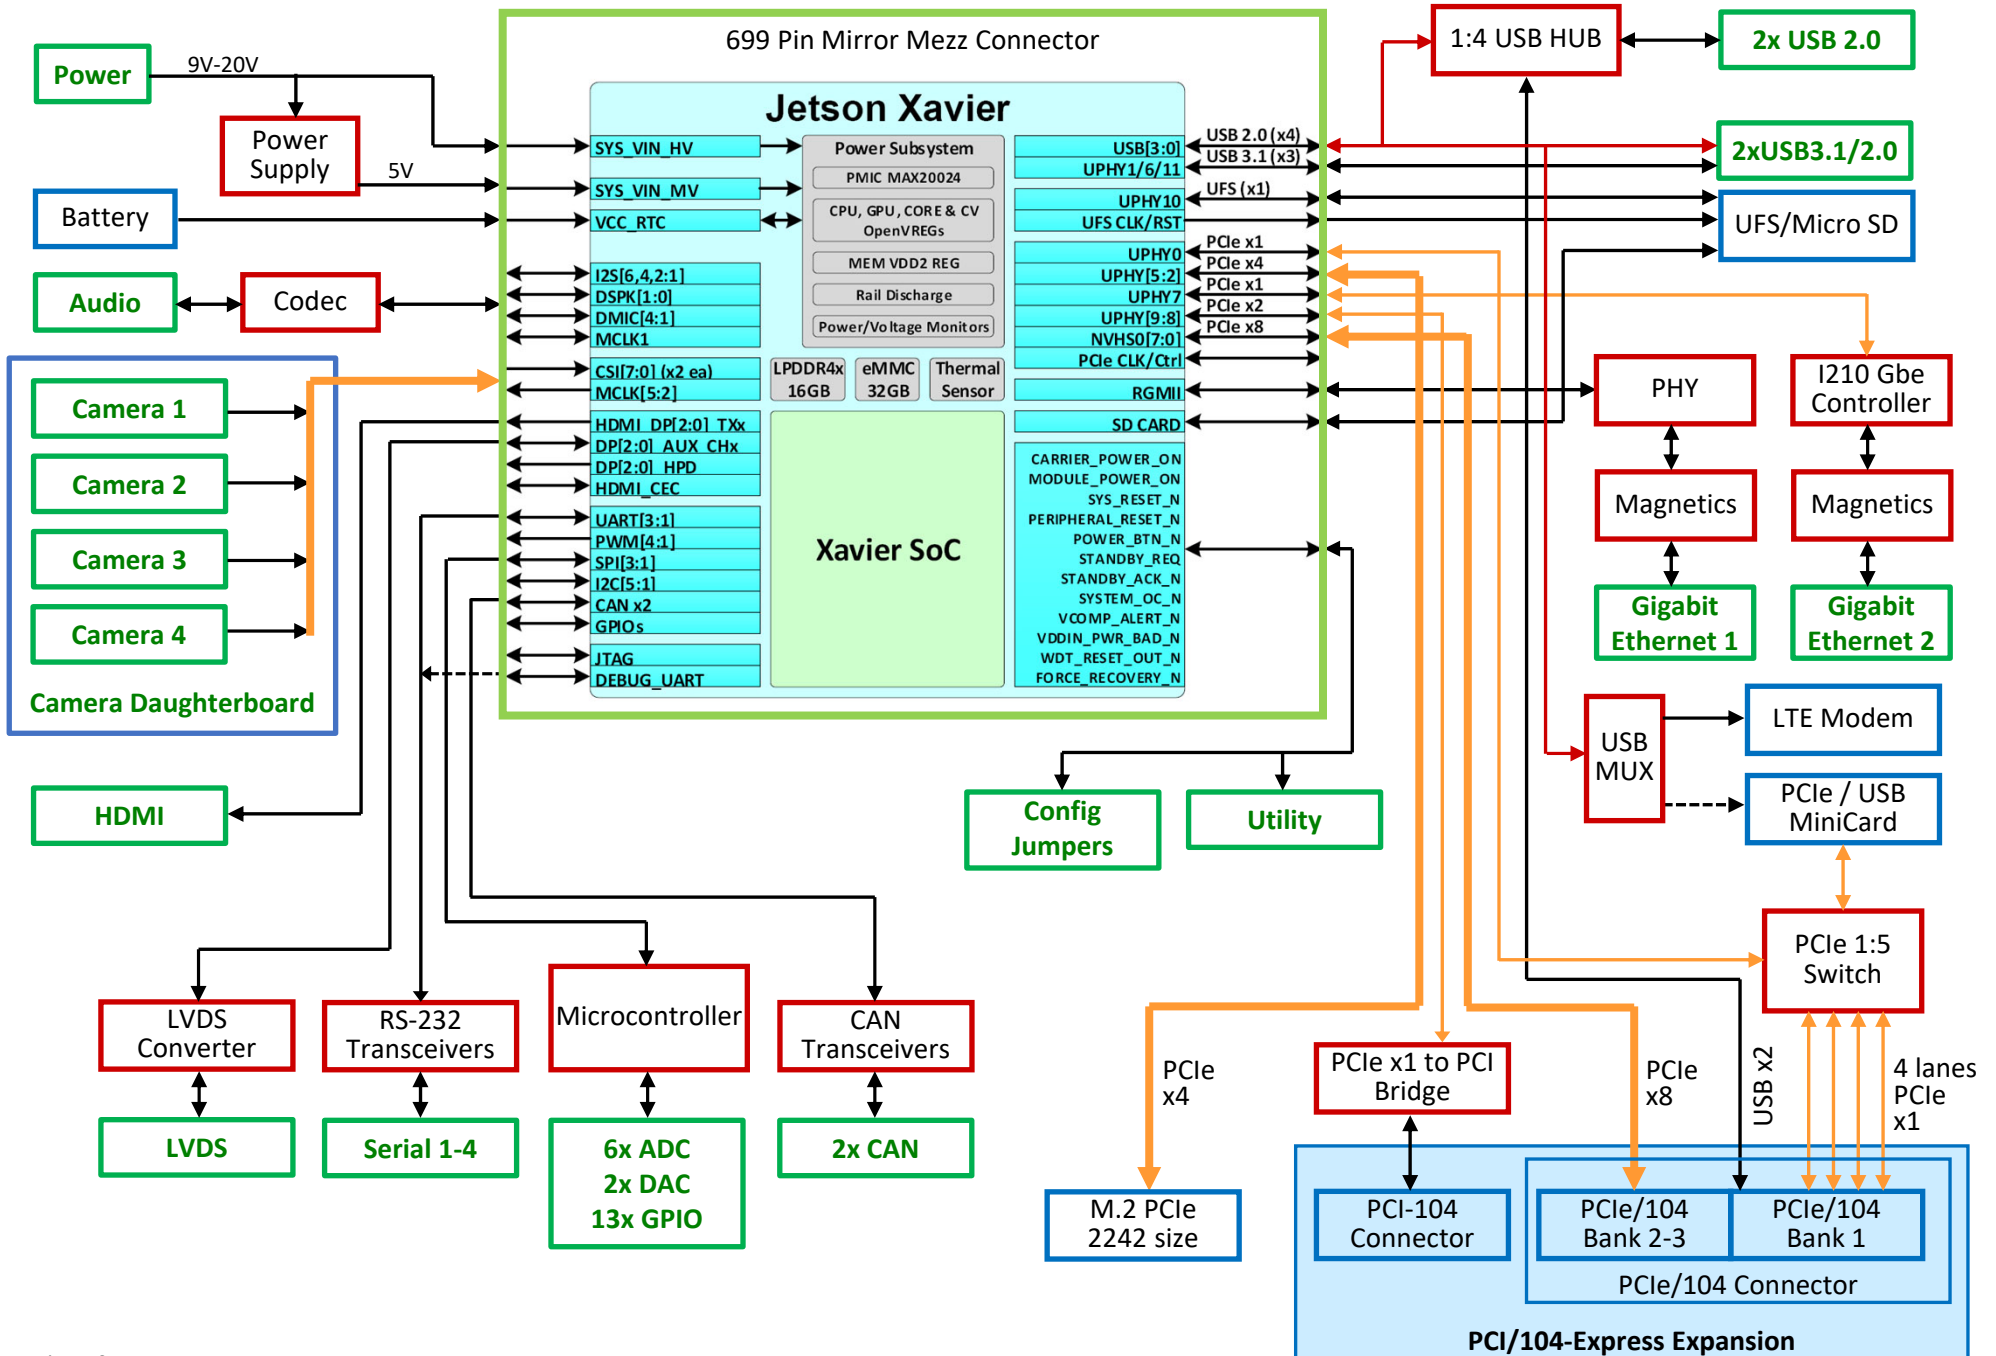 699 Pin Mirror Mezz Connector
1:4 USB HUB
2x USB 2.0
Power
9V-20V
Power
Supply
5V
Battery
Audio
Codec
Camera 1
Camera 2
Camera 3
Camera 4
Camera Daughterboard
HDMI
Jetson Xavier
SYS_VIN_HV
SYS_VIN_MV
VCC_RTC
I2S[6,4,2:1]
DSPK[1:0]
DMIC[4:1]
MCLK1
CSI[7:0] (x2 ea)
MCLK[5:2]
HDMI_DP[2:0]_TXx
DP[2:0]_AUX_CHx
DP[2:0]_HPD
HDMI_CEC
UART[3:1]
PWM[4:1]
SPI[3:1]
I2C[5:1]
CAN x2
GPIOs
JTAG
DEBUG_UART
Power Subsystem
PMIC MAX20024
CPU, GPU, CORE & CV
OpenVREGs
MEM VDD2 REG
Rail Discharge
Power/Voltage Monitors
LPDDR4x
16GB
eMMC
32GB
Thermal
Sensor
Xavier SoC
USB[3:0]
UPHY1/6/11
UPHY10
UFS CLK/RST
UPHY0
UPHY[5:2]
UPHY7
UPHY[9:8]
NVHS0[7:0]
PCIe CLK/Ctrl
RGMII
SD CARD
CARRIER_POWER_ON
MODULE_POWER_ON
SYS_RESET_N
PERIPHERAL_RESET_N
POWER_BTN_N
STANDBY_REQ
STANDBY_ACK_N
SYSTEM_OC_N
VCOMP_ALERT_N
VDDIN_PWR_BAD_N
WDT_RESET_OUT_N
FORCE_RECOVERY_N
USB 2.0 (x4)
USB 3.1 (x3)
UFS (x1)
PCIe x1
PCIe x4
PCIe x1
PCIe x2
PCIe x8
2xUSB3.1/2.0
UFS/Micro SD
PHY
I210 Gbe
Controller
Magnetics
Magnetics
Gigabit
Ethernet 1
Gigabit
Ethernet 2
USB
MUX
LTE Modem
PCIe / USB
MiniCard
PCIe 1:5
Switch
Config
Jumpers
Utility
LVDS
Converter
RS-232
Transceivers
Microcontroller
CAN
Transceivers
LVDS
Serial 1-4
6x ADC
2x DAC
13x GPIO
2x CAN
PCIe
x4
PCIe x1 to PCI
Bridge
PCIe
x8
USB x2
4 lanes
PCIe
x1
M.2 PCIe
2242 size
PCI-104
Connector
PCIe/104
Bank 2-3
PCIe/104
Bank 1
PCIe/104 Connector
PCI/104-Express Expansion